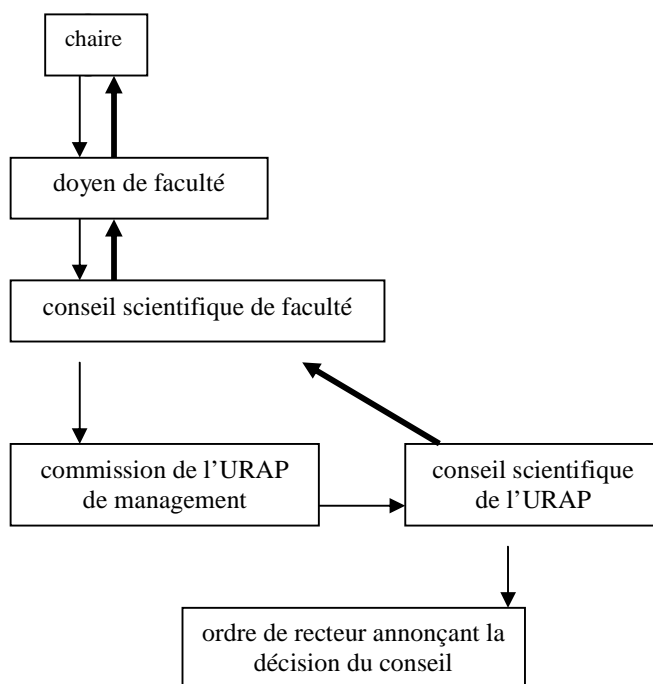 chaire
doyen de faculté
conseil scientifique de faculté
commission de l’URAP
de management
conseil scientifique
de l’URAP
ordre de recteur annonçant la
décision du conseil